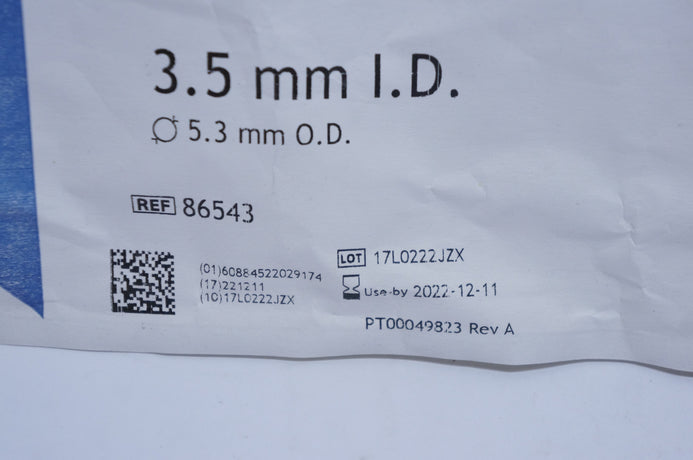 3.5 mm I.D.
5.3 mm O.D.
REF 86543
(01)60884522029174
(17)221211
(10)17L0222JZX
LOT 17L0222JZX
Use-by 2022-12-11
PT00049823 Rev A